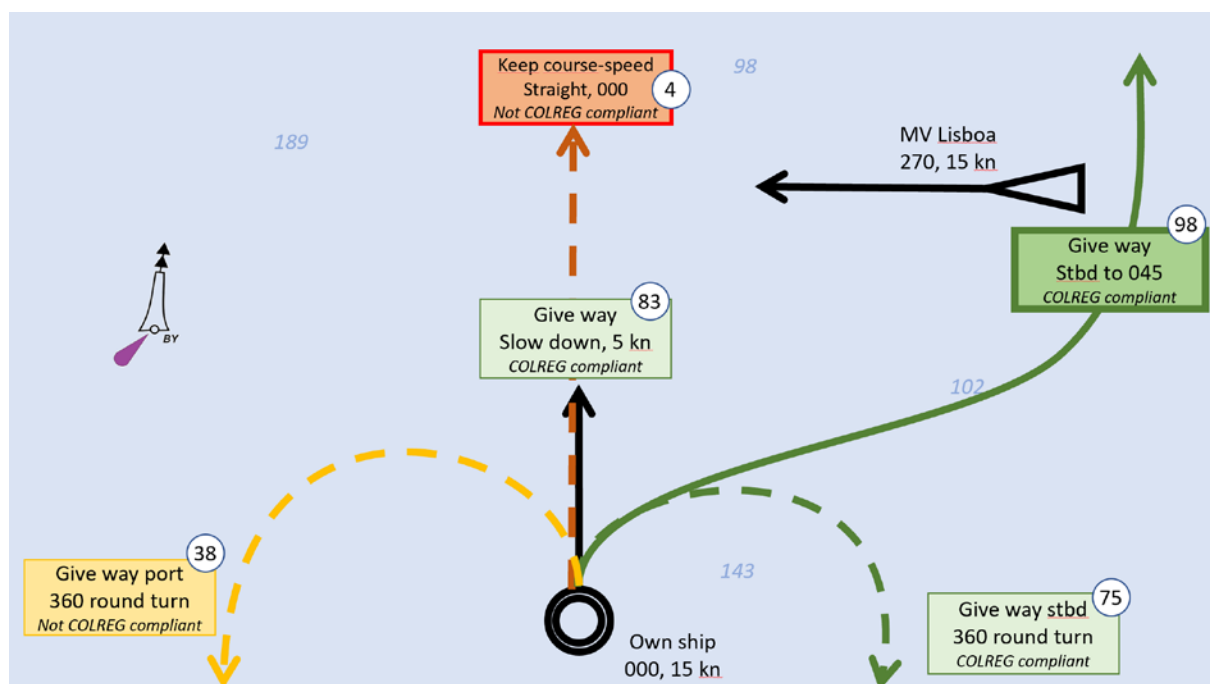 Keep course-speed
Straight, 000
Not COLREG compliant
4
98
189
MV Lisboa
270, 15 kn
98
Give way
Stbd to 045
COLREG compliant
83
Give way
Slow down, 5 kn
COLREG compliant
BY
102
38
Give way port
360 round turn
Not COLREG compliant
143
75
Give way stbd
360 round turn
COLREG compliant
Own ship
000, 15 kn